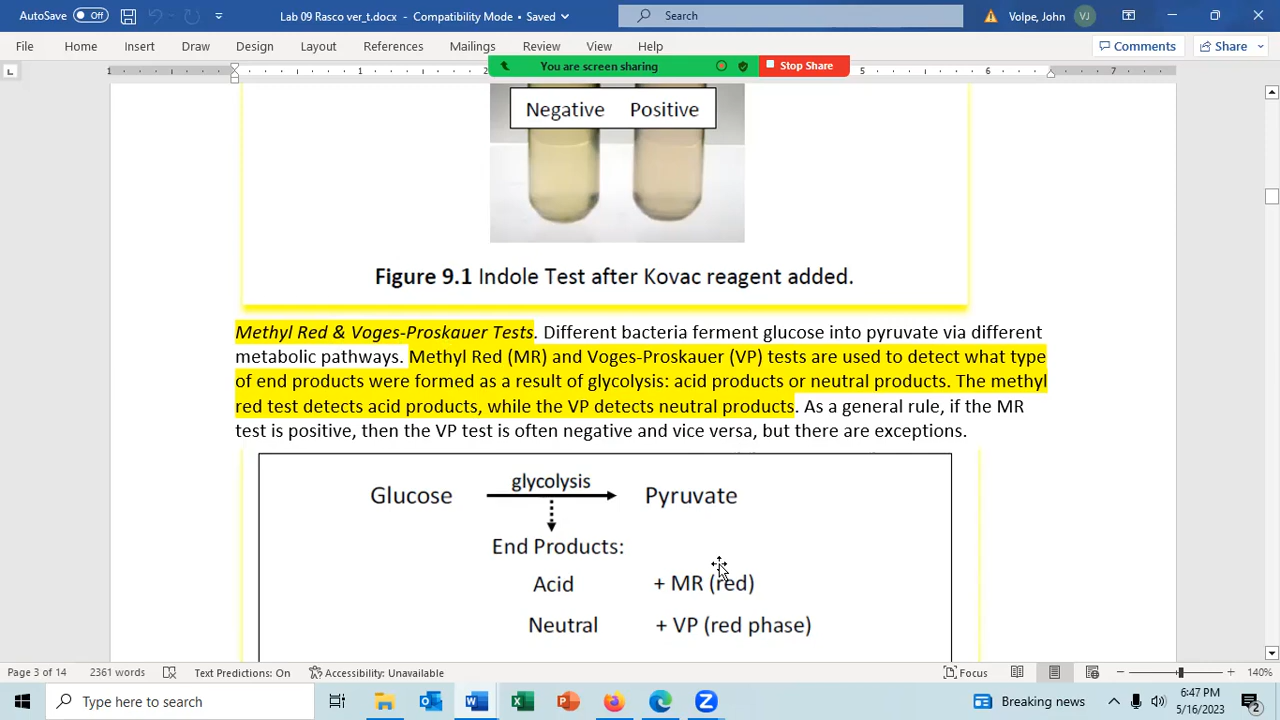 AutoSave Off Lab 09 Rasco ver_t.docx - Compatibility Mode • Saved Search Volpe, John VJ
File Home Insert Draw Design Layout References Mailings Review View Help Comments Share
You are screen sharing Stop Share
1 1 2 5 6 7
Negative Positive
Figure 9.1 Indole Test after Kovac reagent added.
Methyl Red & Voges-Proskauer Tests. Different bacteria ferment glucose into pyruvate via different
metabolic pathways. Methyl Red (MR) and Voges-Proskauer (VP) tests are used to detect what type
of end products were formed as a result of glycolysis: acid products or neutral products. The methyl
red test detects acid products, while the VP detects neutral products. As a general rule, if the MR
test is positive, then the VP test is often negative and vice versa, but there are exceptions.
glycolysis
Glucose Pyruvate
End Products:
Acid + MR (red)
Neutral + VP (red phase)
Page 3 of 14 2361 words Text Predictions: On Accessibility: Unavailable Focus 140%
Type here to search Breaking news 6:47 PM
5/16/2023 2